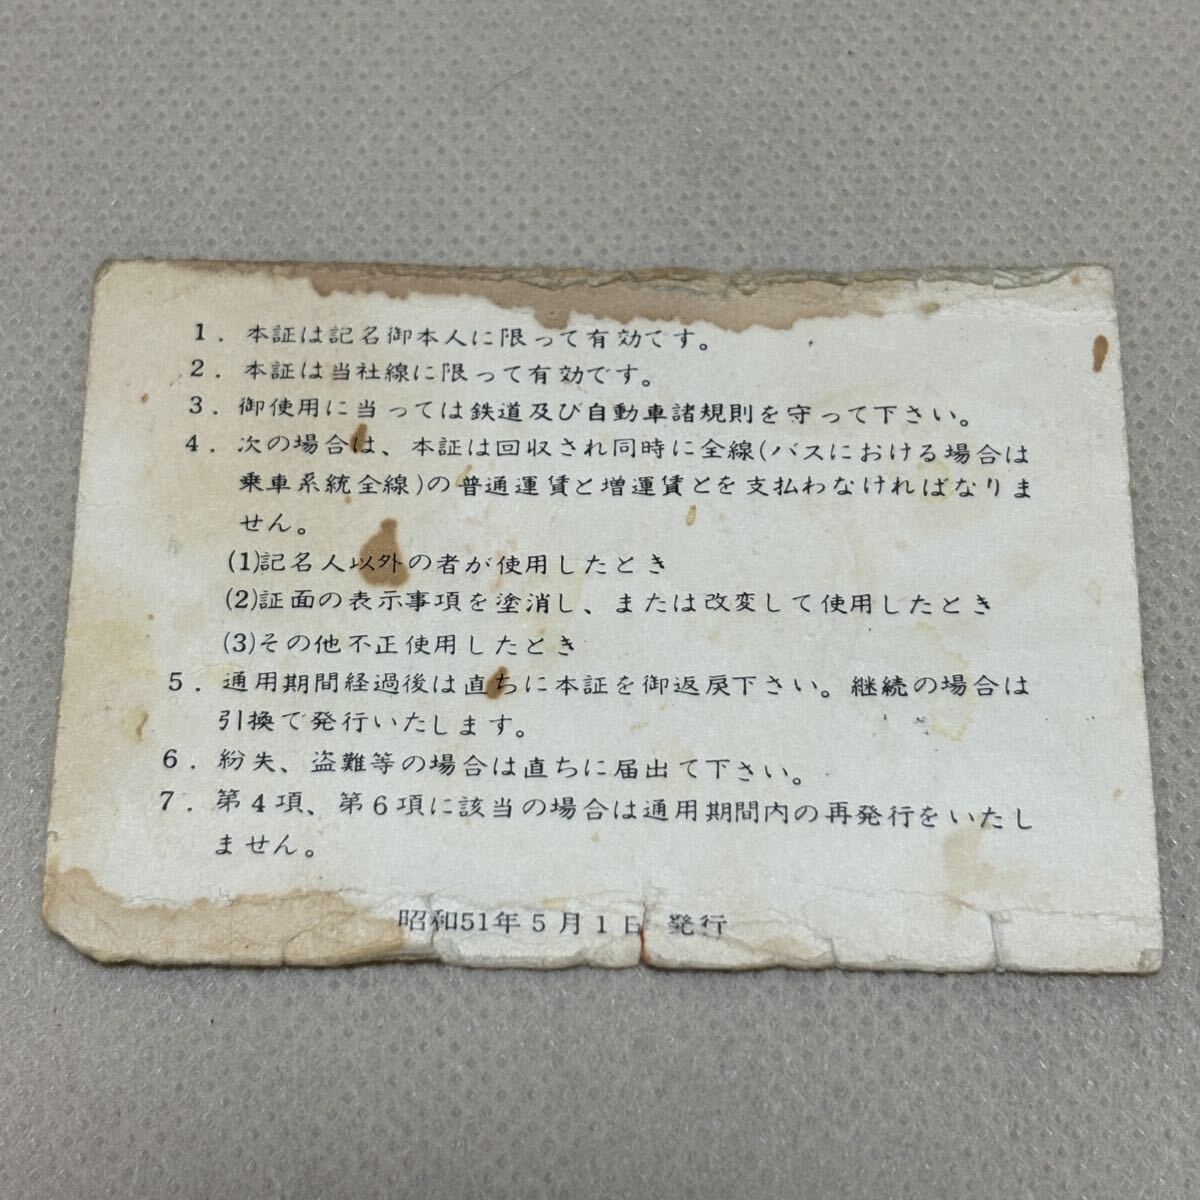 1．本証は記名御本人に限って有効です。
2．本証は当社線に限って有効です。
3．御使用に当っては鉄道及び自動車諸規則を守って下さい。
4．次の場合は、本証は回収され同時に全線(バスにおける場合は
乗車系統全線)の普通運賃と増運賃とを支払わなければなりま
せん。
(1)記名人以外の者が使用したとき
(2)証面の表示事項を塗消し、または改変して使用したとき
(3)その他不正使用したとき
5．通用期間経過後は直ちに本証を御返戻下さい。継続の場合は
引換で発行いたします。
6．紛失、盗難等の場合は直ちに届出て下さい。
7．第4項、第6項に該当の場合は通用期間内の再発行をいたし
ません。
昭和51年5月1日 発行